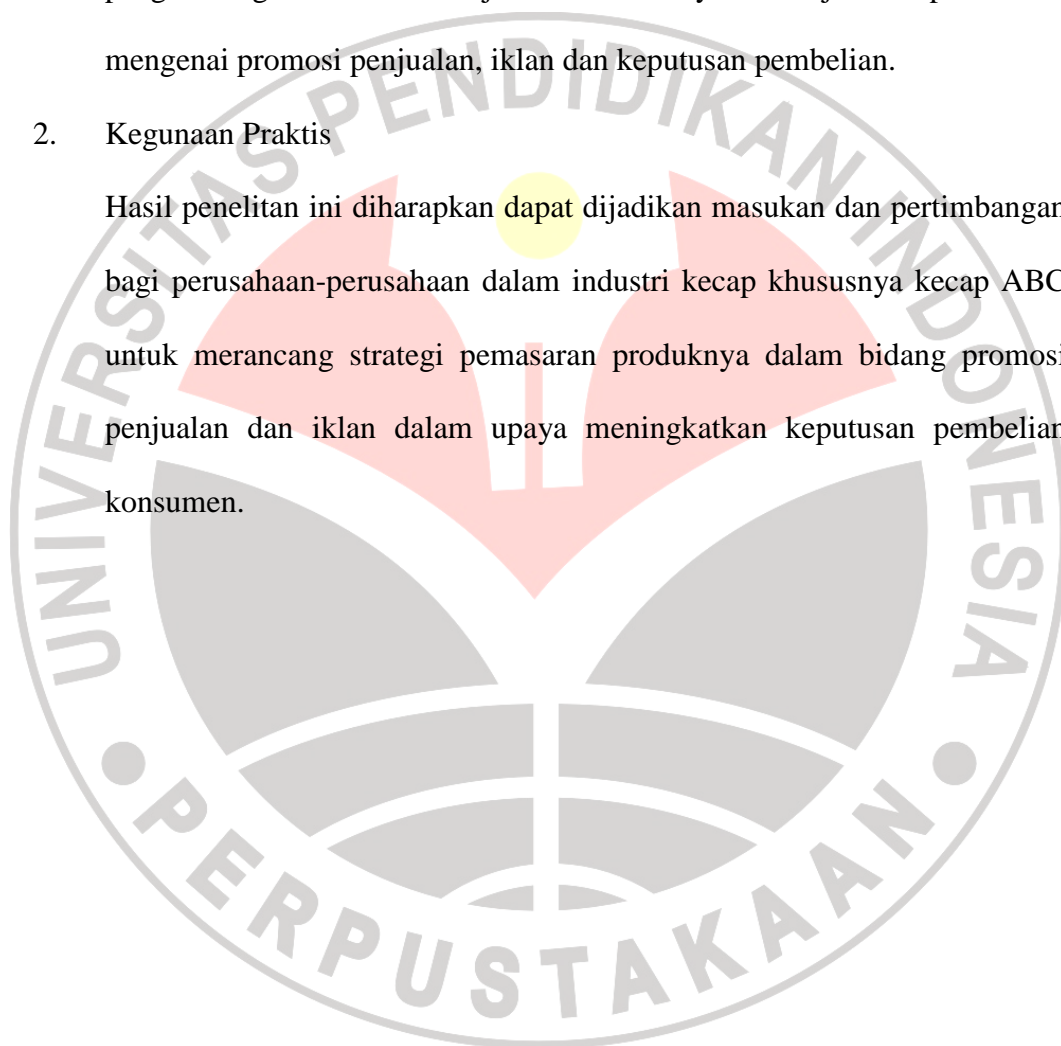 mengenai promosi penjualan, iklan dan keputusan pembelian.
2. Kegunaan Praktis
Hasil penelitan ini diharapkan dapat dijadikan masukan dan pertimbangan
bagi perusahaan-perusahaan dalam industri kecap khususnya kecap ABC
untuk merancang strategi pemasaran produknya dalam bidang promosi
penjualan dan iklan dalam upaya meningkatkan keputusan pembelian
konsumen.
UNIVERSITAS PENDIDIKAN INDONESIA
PERPUSTAKAAN